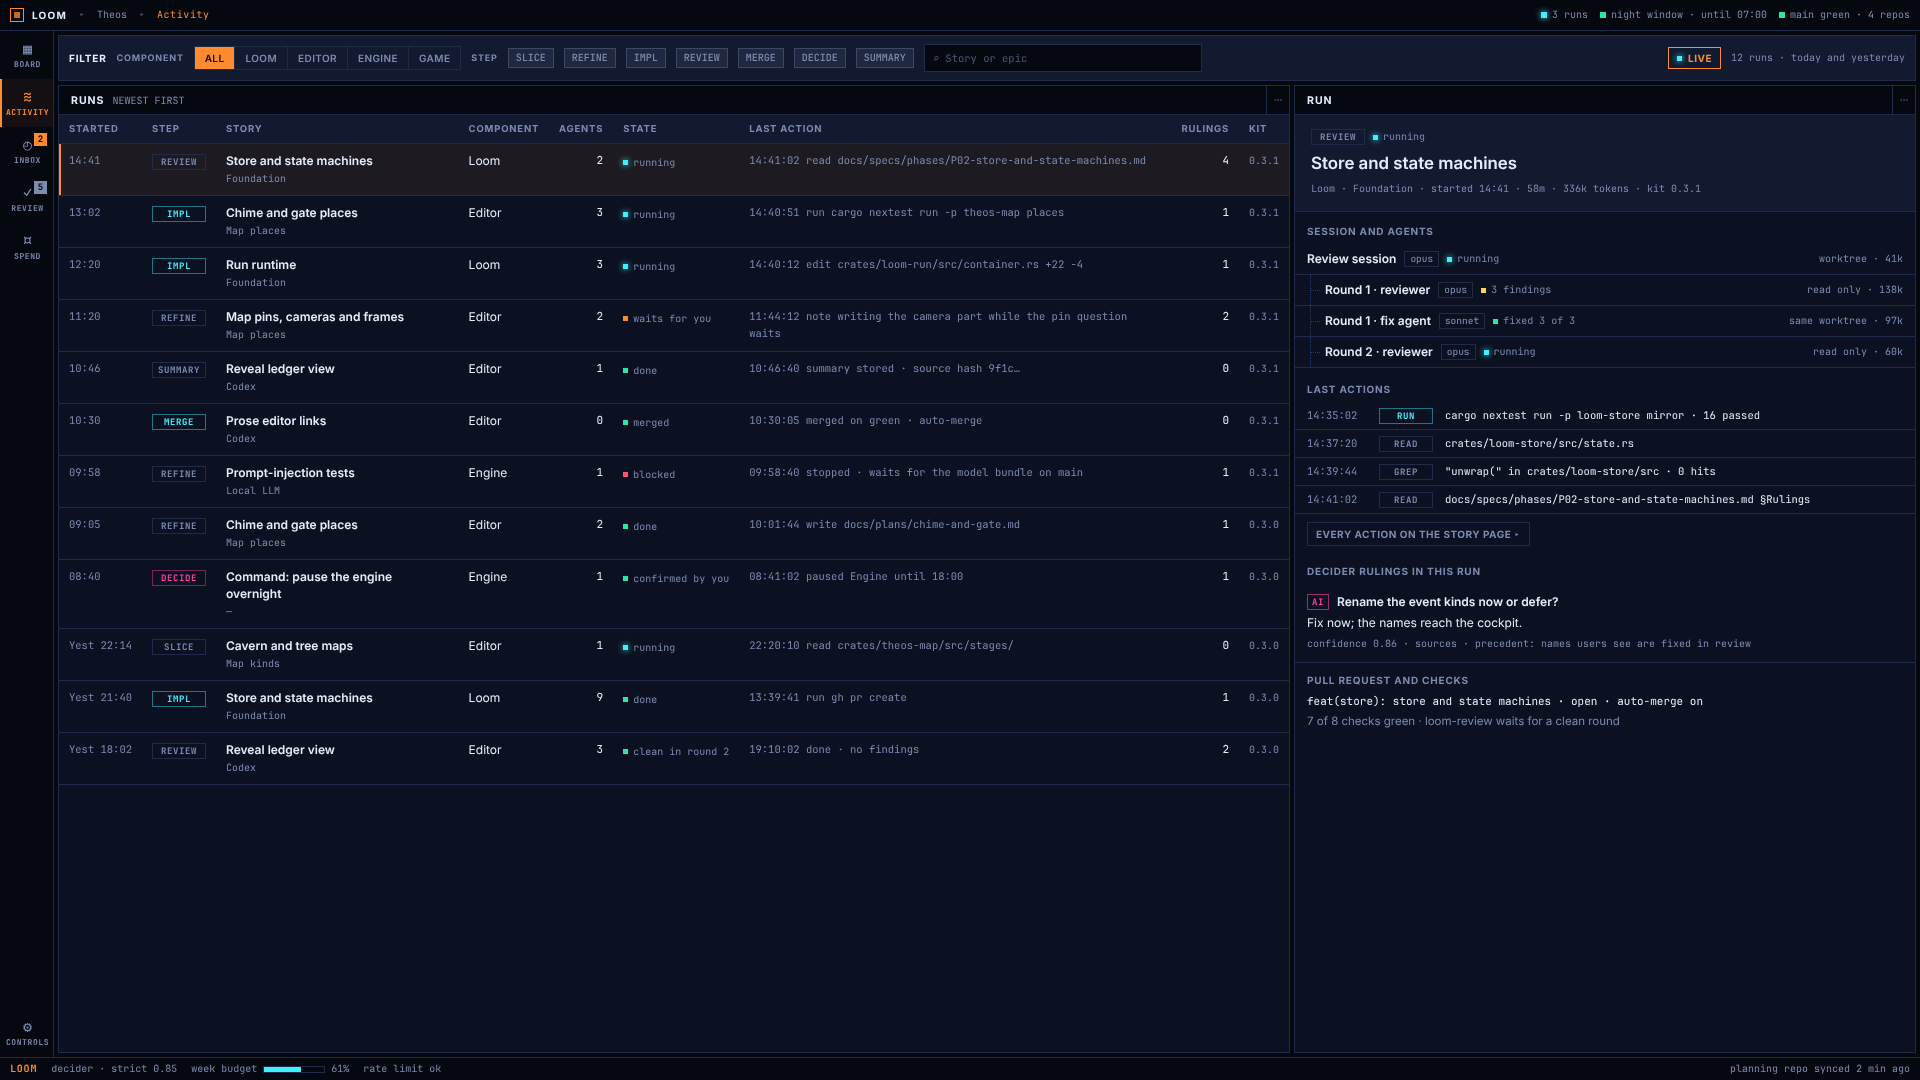 LOOM ▸ Theos ▸ Activity
3 runs
night window · until 07:00
main green · 4 repos
BOARD
ACTIVITY
2
INBOX
5
REVIEW
SPEND
CONTROLS
FILTER COMPONENT ALL LOOM EDITOR ENGINE GAME STEP SLICE REFINE IMPL REVIEW MERGE DECIDE SUMMARY
Story or epic
LIVE 12 runs · today and yesterday
RUNS NEWEST FIRST
STARTED STEP STORY COMPONENT AGENTS STATE LAST ACTION RULINGS KIT
14:41 REVIEW Store and state machines Loom 2 running 14:41:02 read docs/specs/phases/P02-store-and-state-machines.md 4 0.3.1
Foundation
13:02 IMPL Chime and gate places Editor 3 running 14:40:51 run cargo nextest run -p theos-map places 1 0.3.1
Map places
12:20 IMPL Run runtime Loom 3 running 14:40:12 edit crates/loom-run/src/container.rs +22 -4 1 0.3.1
Foundation
11:20 REFINE Map pins, cameras and frames Editor 2 waits for you 11:44:12 note writing the camera part while the pin question 2 0.3.1
Map places waits
10:46 SUMMARY Reveal ledger view Editor 1 done 10:46:40 summary stored · source hash 9f1c… 0 0.3.1
Codex
10:30 MERGE Prose editor links Editor 0 merged 10:30:05 merged on green · auto-merge 0 0.3.1
Codex
09:58 REFINE Prompt-injection tests Engine 1 blocked 09:58:40 stopped · waits for the model bundle on main 1 0.3.1
Local LLM
09:05 REFINE Chime and gate places Editor 2 done 10:01:44 write docs/plans/chime-and-gate.md 1 0.3.0
Map places
08:40 DECIDE Command: pause the engine Engine 1 confirmed by you 08:41:02 paused Engine until 18:00 1 0.3.0
overnight
—
Yest 22:14 SLICE Cavern and tree maps Editor 1 running 22:20:10 read crates/theos-map/src/stages/ 0 0.3.0
Map kinds
Yest 21:40 IMPL Store and state machines Loom 9 done 13:39:41 run gh pr create 1 0.3.0
Foundation
Yest 18:02 REVIEW Reveal ledger view Editor 3 clean in round 2 19:10:02 done · no findings 2 0.3.0
Codex
RUN
REVIEW running
Store and state machines
Loom · Foundation · started 14:41 · 58m · 336k tokens · kit 0.3.1
SESSION AND AGENTS
Review session opus running worktree · 41k
Round 1 · reviewer opus 3 findings read only · 138k
Round 1 · fix agent sonnet fixed 3 of 3 same worktree · 97k
Round 2 · reviewer opus running read only · 60k
LAST ACTIONS
14:35:02 RUN cargo nextest run -p loom-store mirror · 16 passed
14:37:20 READ crates/loom-store/src/state.rs
14:39:44 GREP "unwrap(" in crates/loom-store/src · 0 hits
14:41:02 READ docs/specs/phases/P02-store-and-state-machines.md §Rulings
EVERY ACTION ON THE STORY PAGE ▸
DECIDER RULINGS IN THIS RUN
AI Rename the event kinds now or defer?
Fix now; the names reach the cockpit.
confidence 0.86 · sources · precedent: names users see are fixed in review
PULL REQUEST AND CHECKS
feat(store): store and state machines · open · auto-merge on
7 of 8 checks green · loom-review waits for a clean round
LOOM decider · strict 0.85 week budget 61% rate limit ok
planning repo synced 2 min ago